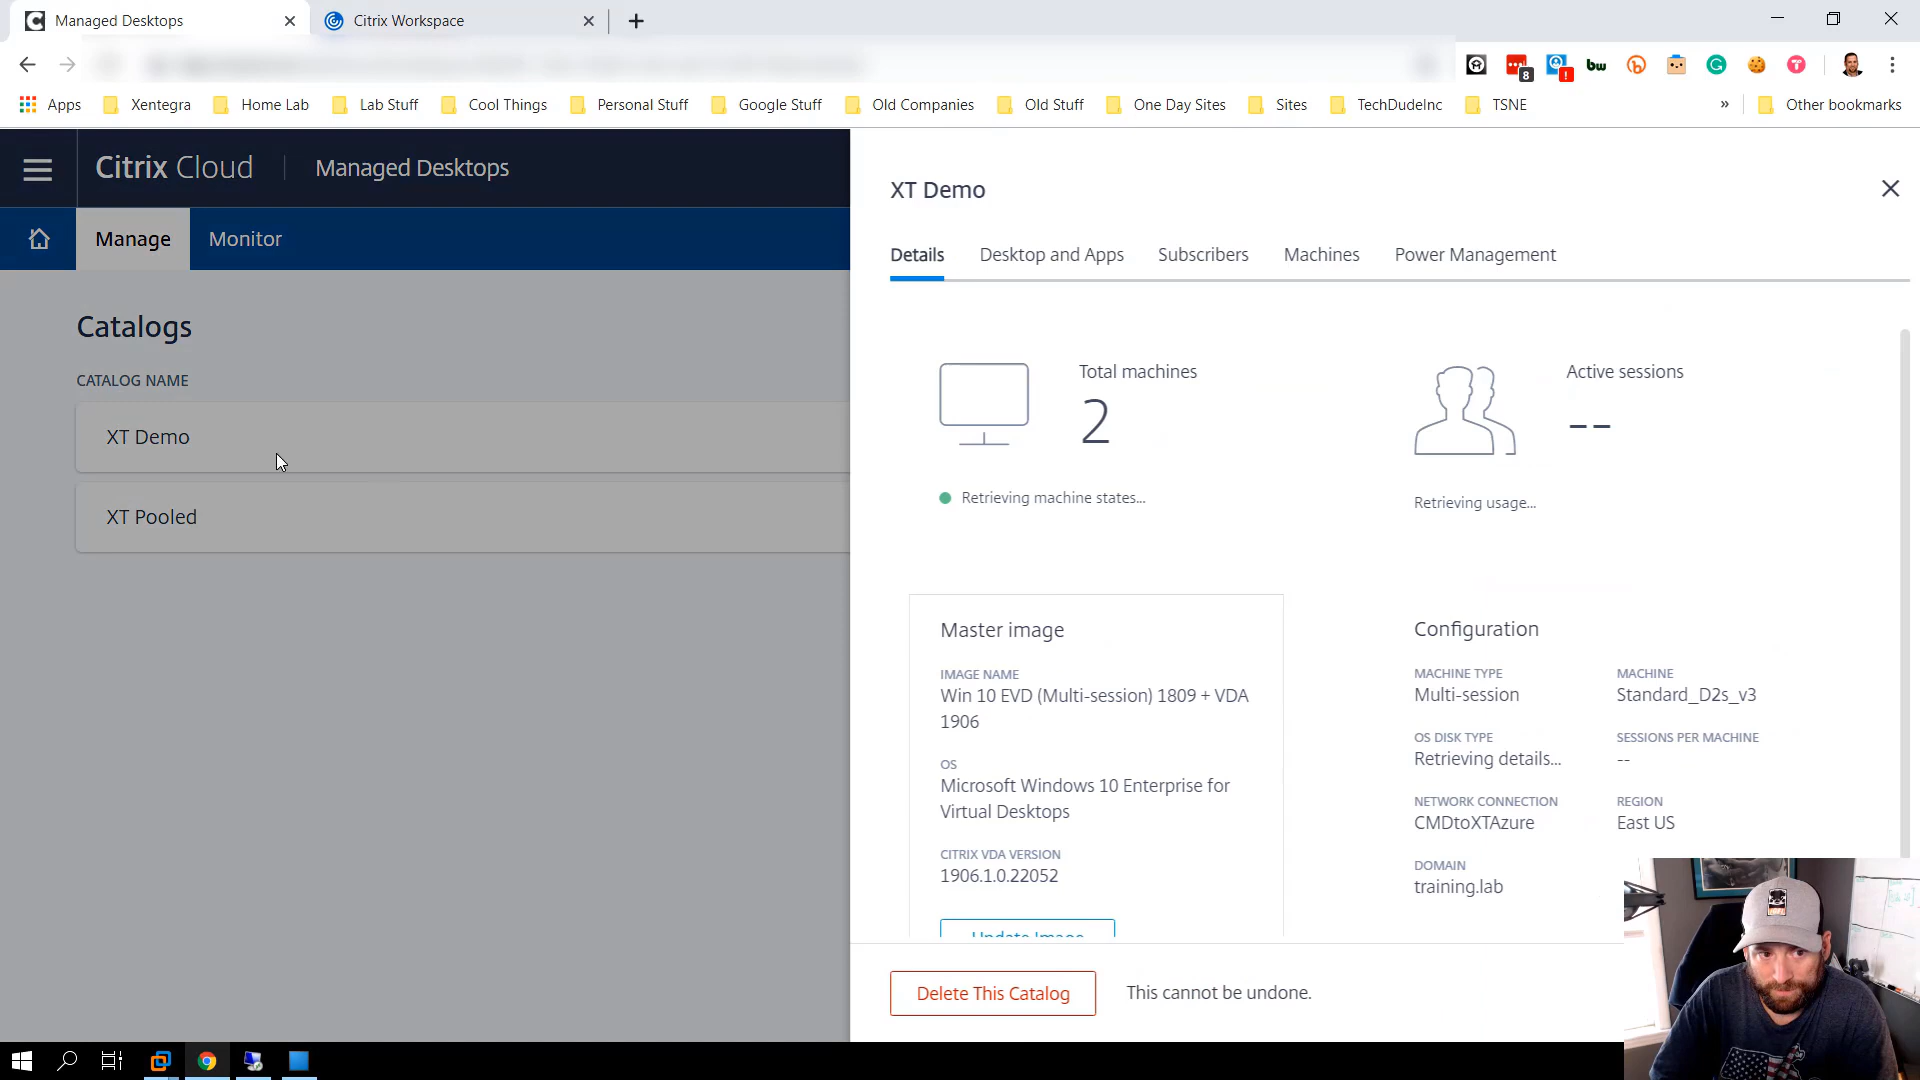 Managed Desktops
Citrix Workspace
8
!
bw
Apps
Xentegra
Home Lab
Lab Stuff
Cool Things
Personal Stuff
Google Stuff
Old Companies
Old Stuff
One Day Sites
Sites
TechDudeInc
TSNE
»
Other bookmarks
Citrix Cloud
Managed Desktops
Manage
Monitor
Catalogs
CATALOG NAME
XT Demo
XT Pooled
XT Demo
Details
Desktop and Apps
Subscribers
Machines
Power Management
Total machines
2
Retrieving machine states...
Active sessions
--
Retrieving usage...
Master image
IMAGE NAME
Win 10 EVD (Multi-session) 1809 + VDA
1906
OS
Microsoft Windows 10 Enterprise for
Virtual Desktops
CITRIX VDA VERSION
1906.1.0.22052
Update Image
Configuration
MACHINE TYPE
Multi-session
MACHINE
Standard_D2s_v3
OS DISK TYPE
Retrieving details...
SESSIONS PER MACHINE
--
NETWORK CONNECTION
CMDtoXTAzure
REGION
East US
DOMAIN
training.lab
Delete This Catalog
This cannot be undone.